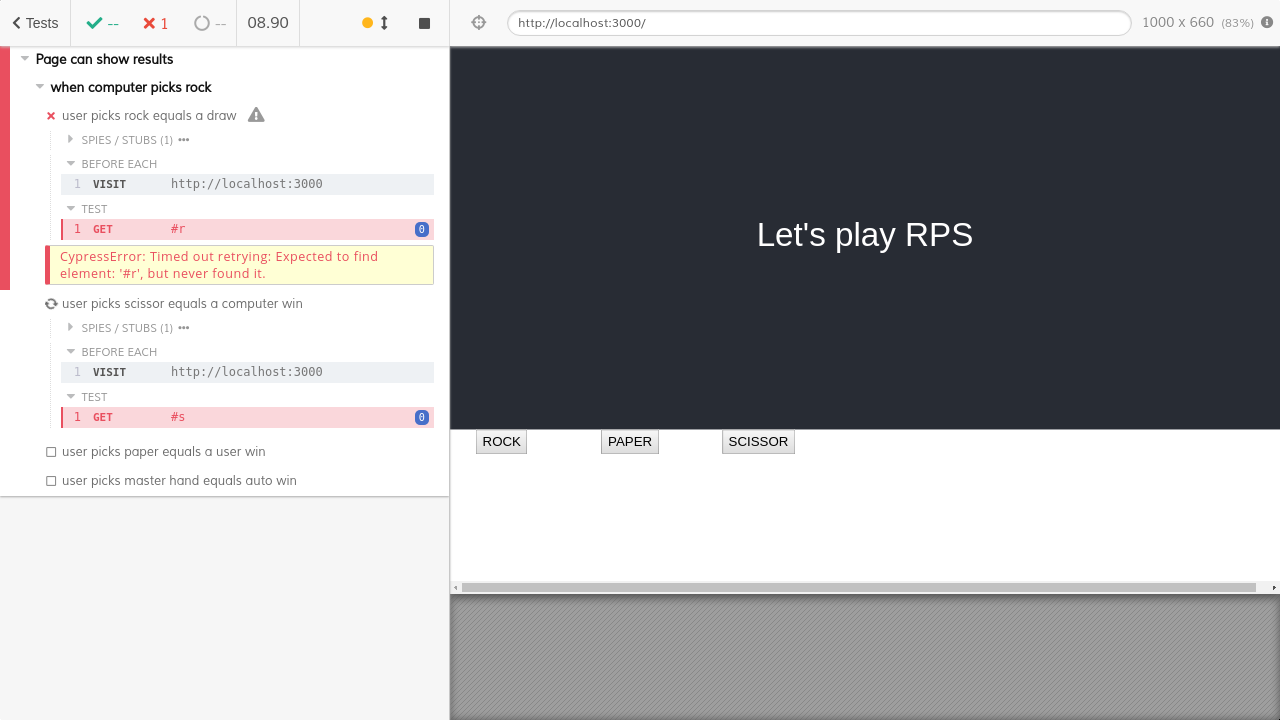 Tests -- 1 -- 08.90
http://localhost:3000/ 1000 x 660 (83%)
Page can show results
when computer picks rock
user picks rock equals a draw
SPIES / STUBS (1) •••
BEFORE EACH
1 VISIT http://localhost:3000
TEST
1 GET #r 0
CypressError: Timed out retrying: Expected to find
element: '#r', but never found it.
user picks scissor equals a computer win
SPIES / STUBS (1) •••
BEFORE EACH
1 VISIT http://localhost:3000
TEST
1 GET #s 0
user picks paper equals a user win
user picks master hand equals auto win
Let's play RPS
ROCK PAPER SCISSOR